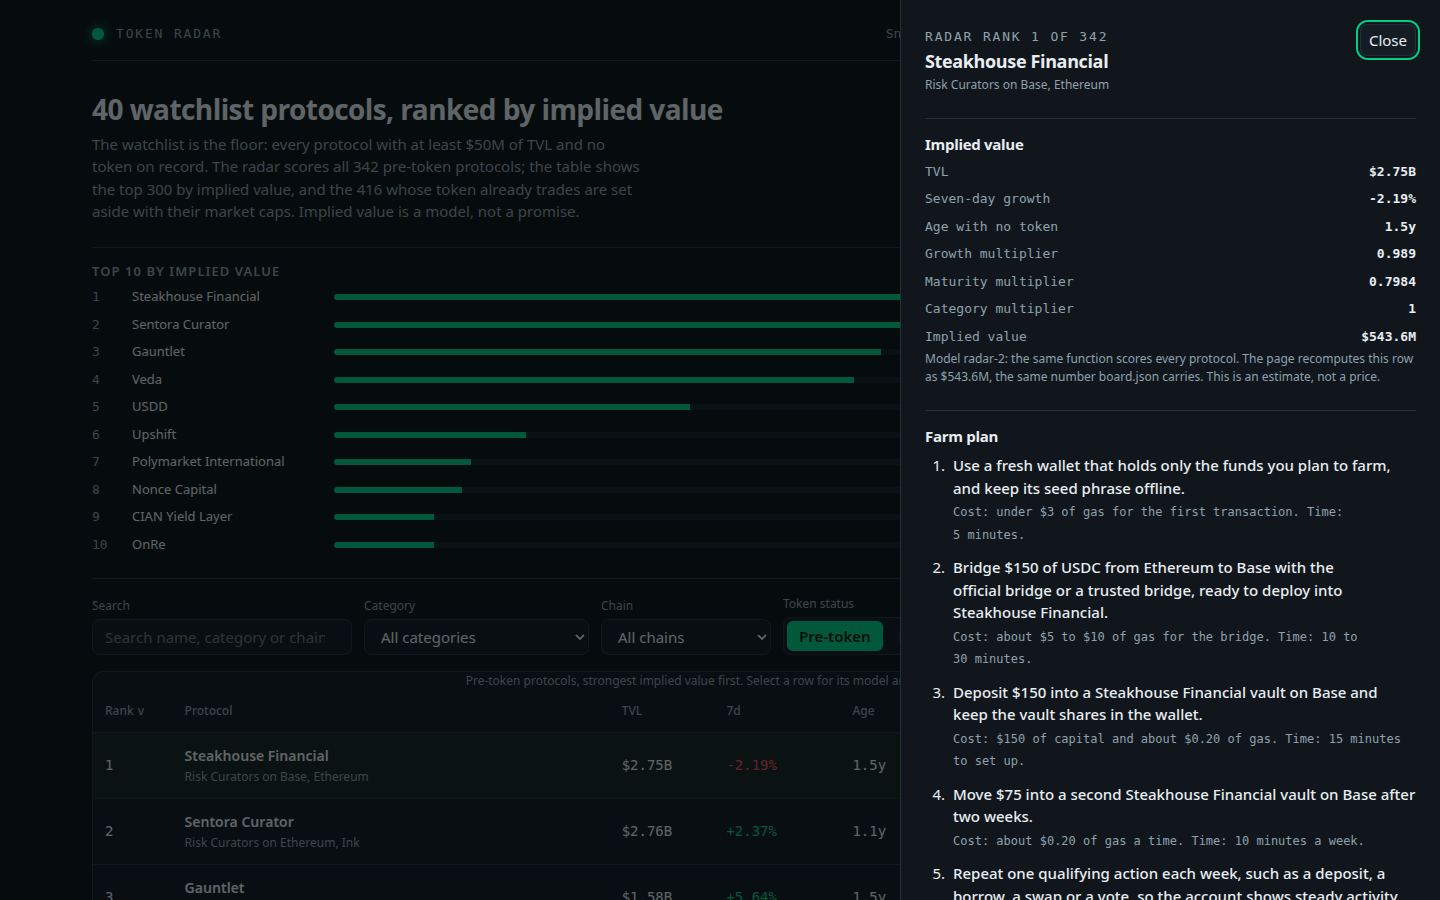 TOKEN RADAR
Sn
40 watchlist protocols, ranked by implied value
The watchlist is the floor: every protocol with at least $50M of TVL and no
token on record. The radar scores all 342 pre-token protocols; the table shows
the top 300 by implied value, and the 416 whose token already trades are set
aside with their market caps. Implied value is a model, not a promise.
TOP 10 BY IMPLIED VALUE
1 Steakhouse Financial
2 Sentora Curator
3 Gauntlet
4 Veda
5 USDD
6 Upshift
7 Polymarket International
8 Nonce Capital
9 CIAN Yield Layer
10 OnRe
Search Category Chain Token status
Search name, category or chain All categories All chains Pre-token
Pre-token protocols, strongest implied value first. Select a row for its model a
Rank v Protocol TVL 7d Age
1 Steakhouse Financial $2.75B -2.19% 1.5y
Risk Curators on Base, Ethereum
2 Sentora Curator $2.76B +2.37% 1.1y
Risk Curators on Ethereum, Ink
3 Gauntlet $1.58B +5.64% 1.5y
RADAR RANK 1 OF 342
Close
Steakhouse Financial
Risk Curators on Base, Ethereum
Implied value
TVL $2.75B
Seven-day growth -2.19%
Age with no token 1.5y
Growth multiplier 0.989
Maturity multiplier 0.7984
Category multiplier 1
Implied value $543.6M
Model radar-2: the same function scores every protocol. The page recomputes this row
as $543.6M, the same number board.json carries. This is an estimate, not a price.
Farm plan
1. Use a fresh wallet that holds only the funds you plan to farm,
and keep its seed phrase offline.
Cost: under $3 of gas for the first transaction. Time:
5 minutes.
2. Bridge $150 of USDC from Ethereum to Base with the
official bridge or a trusted bridge, ready to deploy into
Steakhouse Financial.
Cost: about $5 to $10 of gas for the bridge. Time: 10 to
30 minutes.
3. Deposit $150 into a Steakhouse Financial vault on Base and
keep the vault shares in the wallet.
Cost: $150 of capital and about $0.20 of gas. Time: 15 minutes
to set up.
4. Move $75 into a second Steakhouse Financial vault on Base after
two weeks.
Cost: about $0.20 of gas a time. Time: 10 minutes a week.
5. Repeat one qualifying action each week, such as a deposit, a
borrow, a swap or a vote, so the account shows steady activity